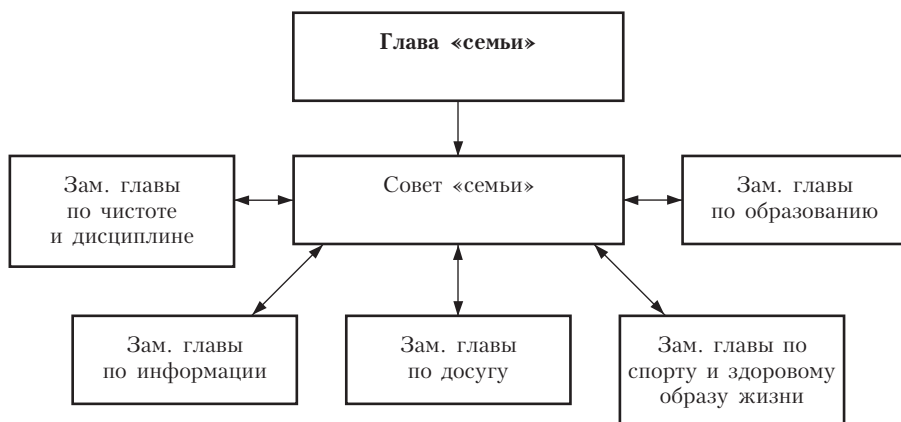 Глава «семьи»
Зам. главы
по чистоте
и дисциплине
Совет «семьи»
Зам. главы
по образованию
Зам. главы
по информации
Зам. главы
по досугу
Зам. главы по
спорту и здоровому
образу жизни